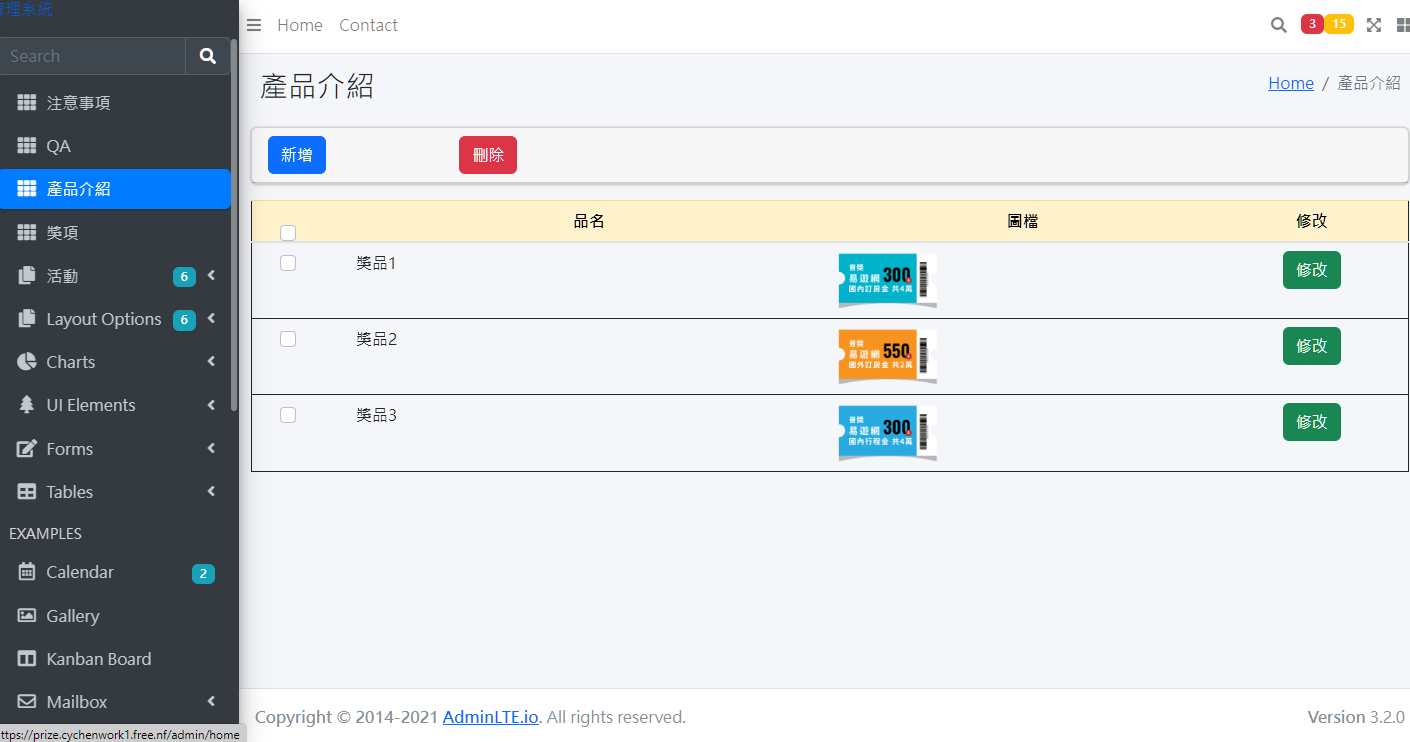 管理系統
Home Contact
3 15
Search
產品介紹
Home / 產品介紹
注意事項
QA
新增 刪除
產品介紹
品名 圖檔 修改
獎項
獎品1
普獎
易遊網 300
國內訂房金 共4萬
修改
活動 6
Layout Options 6
獎品2
普獎
易遊網 550
國外訂房金 共2萬
修改
Charts
UI Elements
獎品3
普獎
易遊網 300
國內行程金 共4萬
修改
Forms
Tables
EXAMPLES
Calendar 2
Gallery
Kanban Board
Mailbox
Copyright © 2014-2021 AdminLTE.io. All rights reserved.
Version 3.2.0
ttps://prize.cychenwork1.free.nf/admin/home